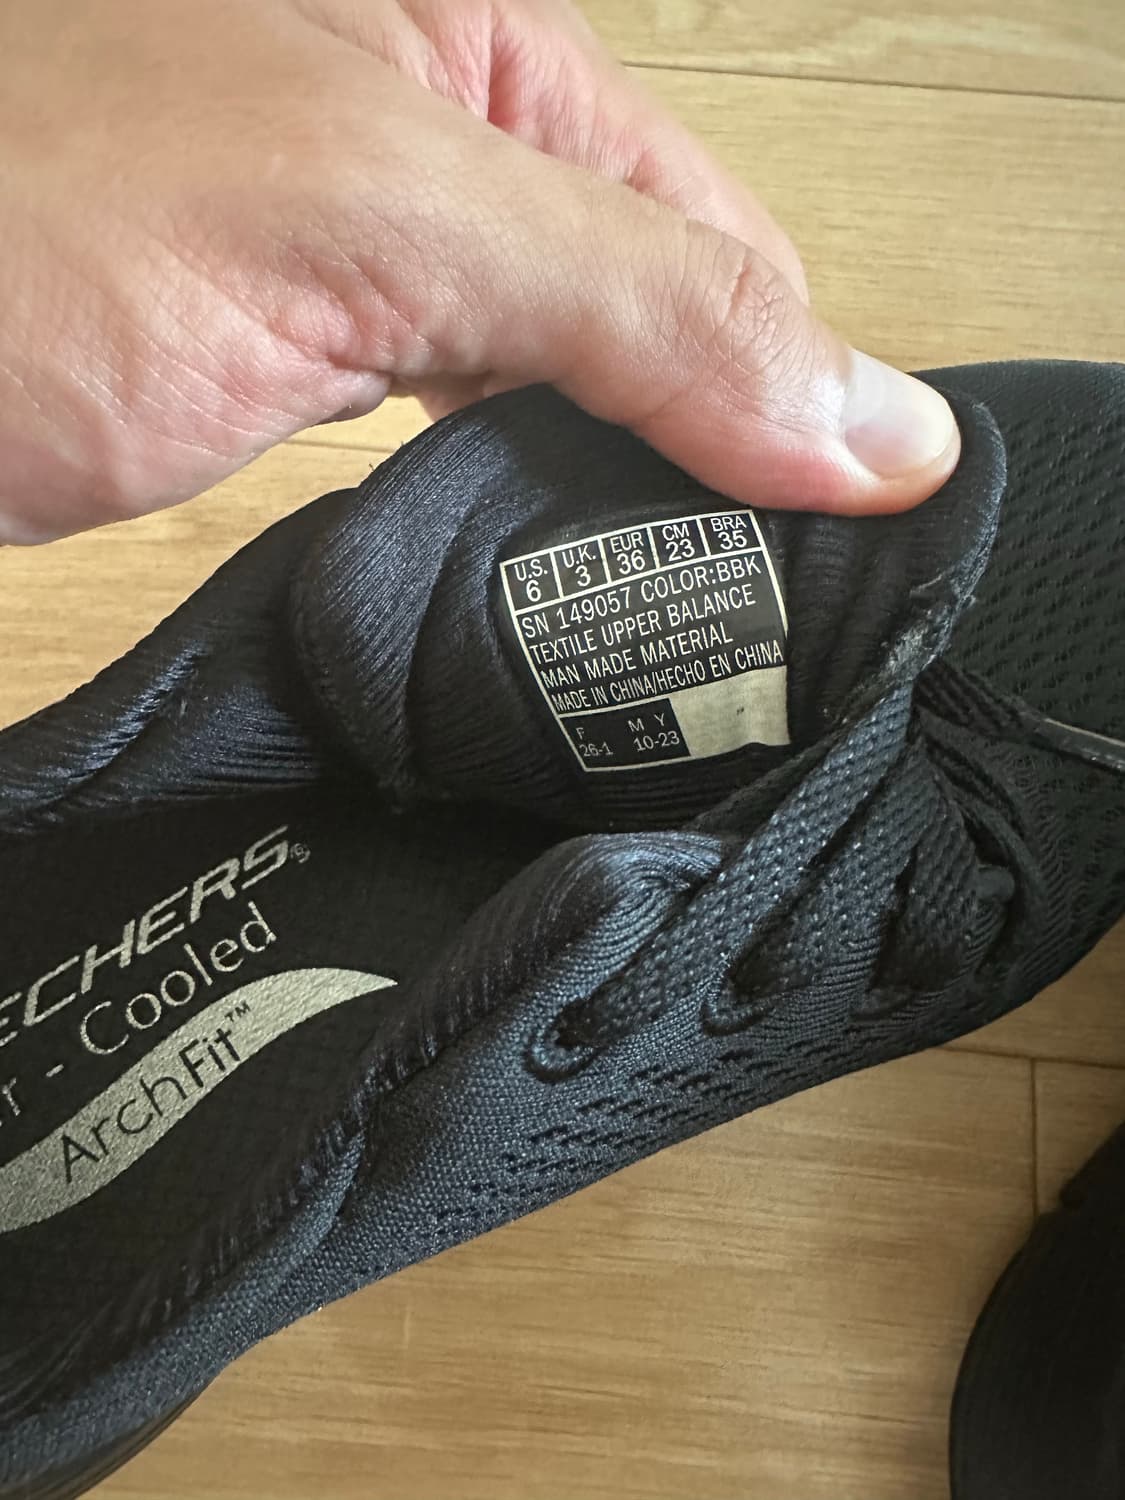 U.S. U.K. EUR CM BRA
6 3 36 23 35
SN 149057 COLOR:BBK
TEXTILE UPPER BALANCE
MAN MADE MATERIAL
MADE IN CHINA/HECHO EN CHINA
F M Y
26-1 10-23
ECHERS
- Cooled
ArchFit™